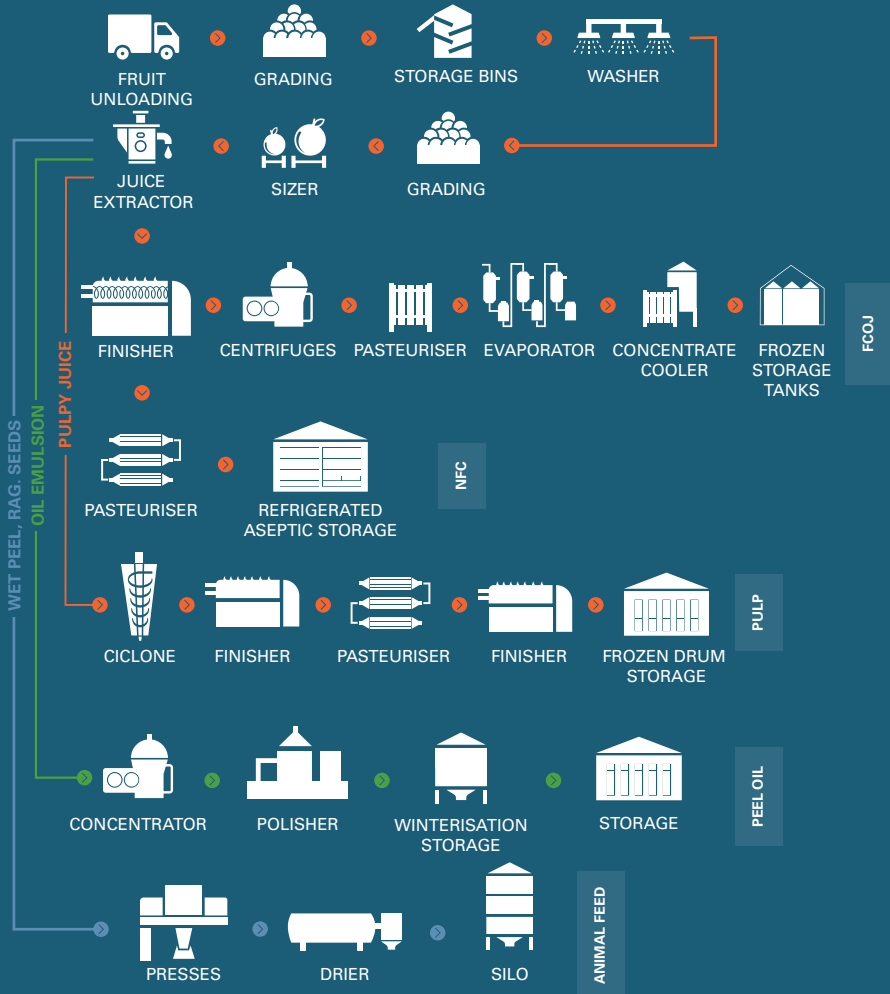 FRUIT
UNLOADING
GRADING
STORAGE BINS
WASHER
JUICE
EXTRACTOR
SIZER
GRADING
FINISHER
CENTRIFUGES
PASTEURISER
EVAPORATOR
CONCENTRATE
COOLER
FROZEN
STORAGE
TANKS
FCOJ
WET PEEL, RAG. SEEDS
OIL EMULSION
PULPY JUICE
PASTEURISER
REFRIGERATED
ASEPTIC STORAGE
NFC
CICLONE
FINISHER
PASTEURISER
FINISHER
FROZEN DRUM
STORAGE
PULP
CONCENTRATOR
POLISHER
WINTERISATION
STORAGE
STORAGE
PEEL OIL
PRESSES
DRIER
SILO
ANIMAL FEED